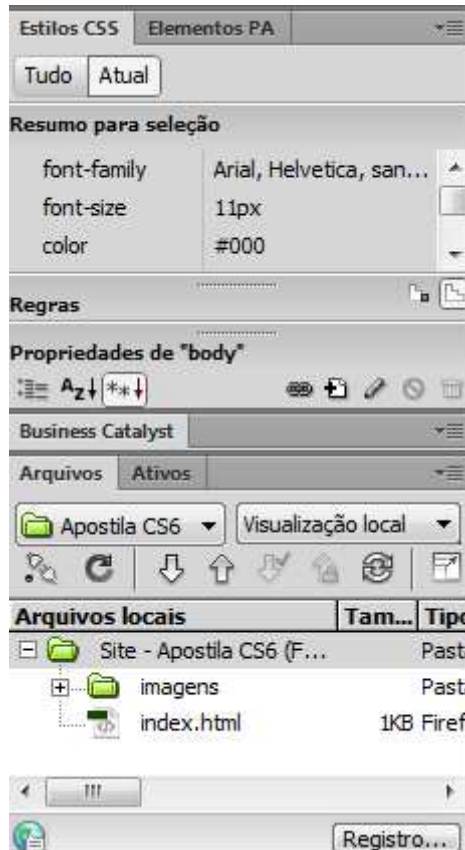 Estilos CSS Elementos PA
Tudo Atual
Resumo para seleção
font-family Arial, Helvetica, san...
font-size 11px
color #000
Regras
Propriedades de "body"
AZ
Business Catalyst
Arquivos Ativos
Apostila CS6 Visualização local
Arquivos locais Tam... Tipo
Site - Apostila CS6 (F... Past
imagens Past
index.html 1KB Firef
Registro...